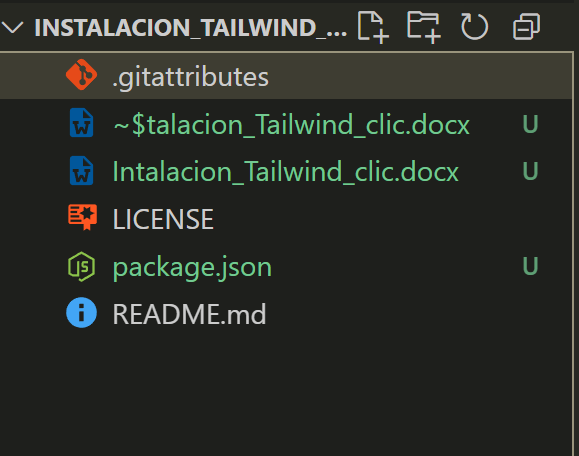 INSTALACION_TAILWIND_...
.gitattributes
~$talacion_Tailwind_clic.docx U
Intalacion_Tailwind_clic.docx U
LICENSE
package.json U
README.md